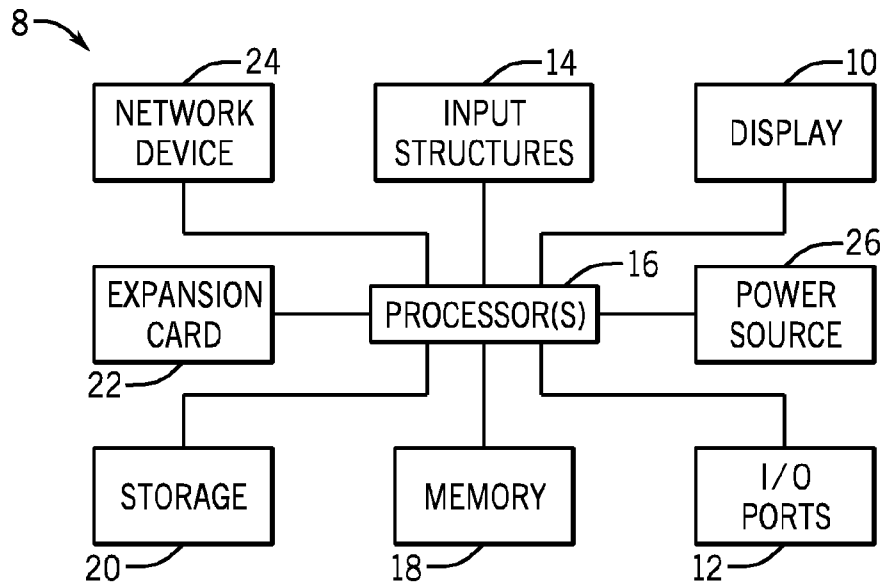 8
24
14
10
NETWORK
DEVICE
INPUT
STRUCTURES
DISPLAY
26
16
EXPANSION
CARD
PROCESSOR(S)
POWER
SOURCE
22
STORAGE
MEMORY
I/O
PORTS
20
18
12